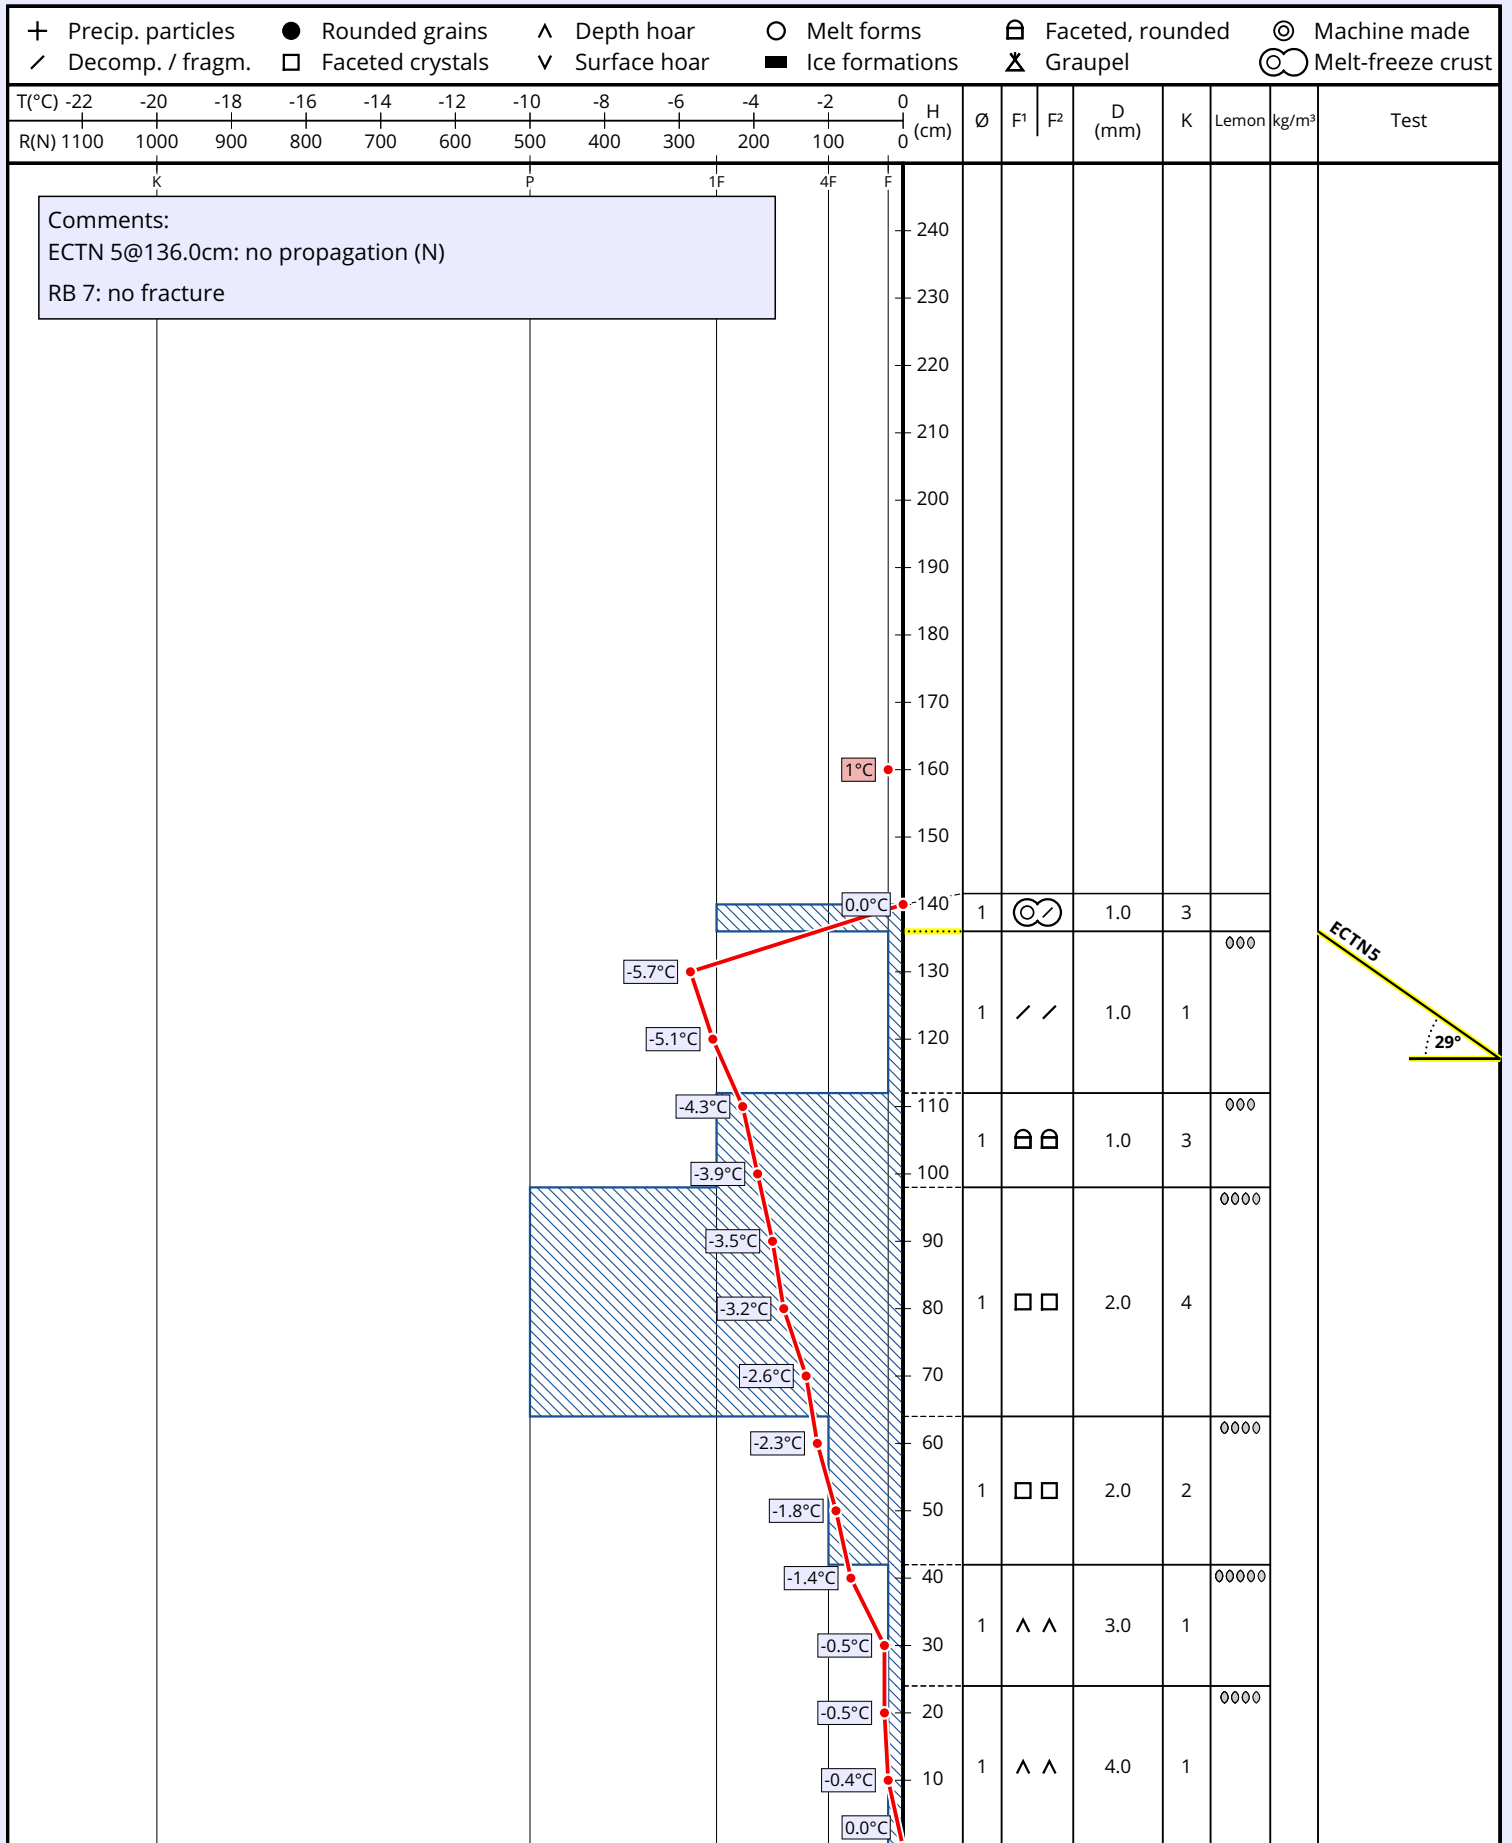 Precip. particles Rounded grains Depth hoar Melt forms Faceted, rounded Machine made
Decomp. / fragm. Faceted crystals Surface hoar Ice formations Graupel Melt-freeze crust
T(°C) -22 -20 -18 -16 -14 -12 -10 -8 -6 -4 -2 0
R(N) 1100 1000 900 800 700 600 500 400 300 200 100 0
H (cm) Ø F¹ F² D (mm) K Lemon kg/m³ Test
K P 1F 4F F
Comments:
ECTN 5@136.0cm: no propagation (N)
RB 7: no fracture
240
230
220
210
200
190
180
170
1°C 160
150
0.0°C 140
1 1.0 3
ECTN5
-5.7°C 130
1 1.0 1
-5.1°C 120
29°
-4.3°C 110
1 1.0 3
-3.9°C 100
-3.5°C 90
1 2.0 4
-3.2°C 80
-2.6°C 70
-2.3°C 60
1 2.0 2
-1.8°C 50
-1.4°C 40
1 3.0 1
-0.5°C 30
-0.5°C 20
1 4.0 1
-0.4°C 10
0.0°C